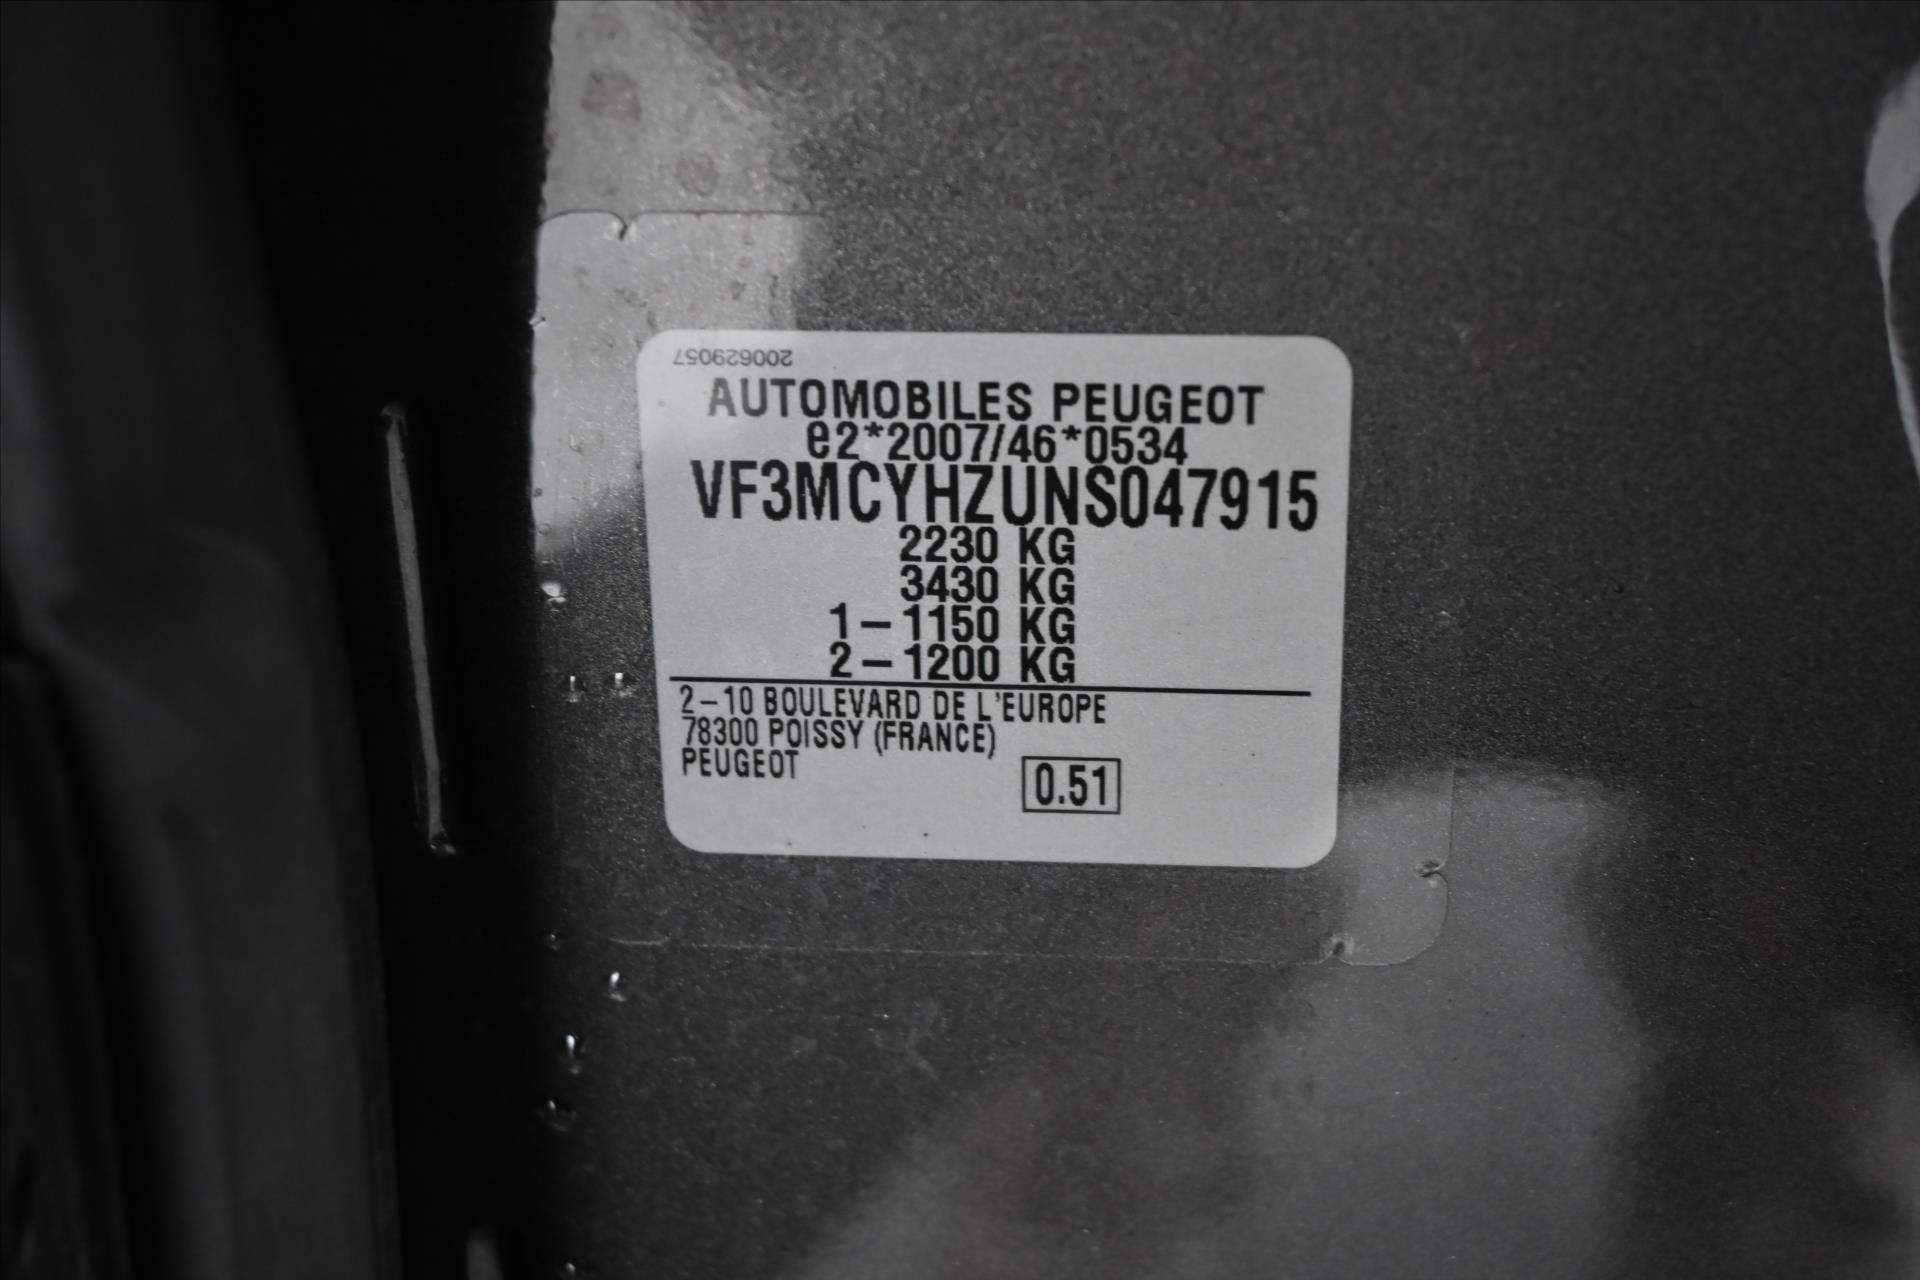 200629057
AUTOMOBILES PEUGEOT
e2*2007/46*0534
VF3MCYHZUNS047915
2230 KG
3430 KG
1-1150 KG
2-1200 KG
2-10 BOULEVARD DE L'EUROPE
78300 POISSY (FRANCE)
PEUGEOT
0.51